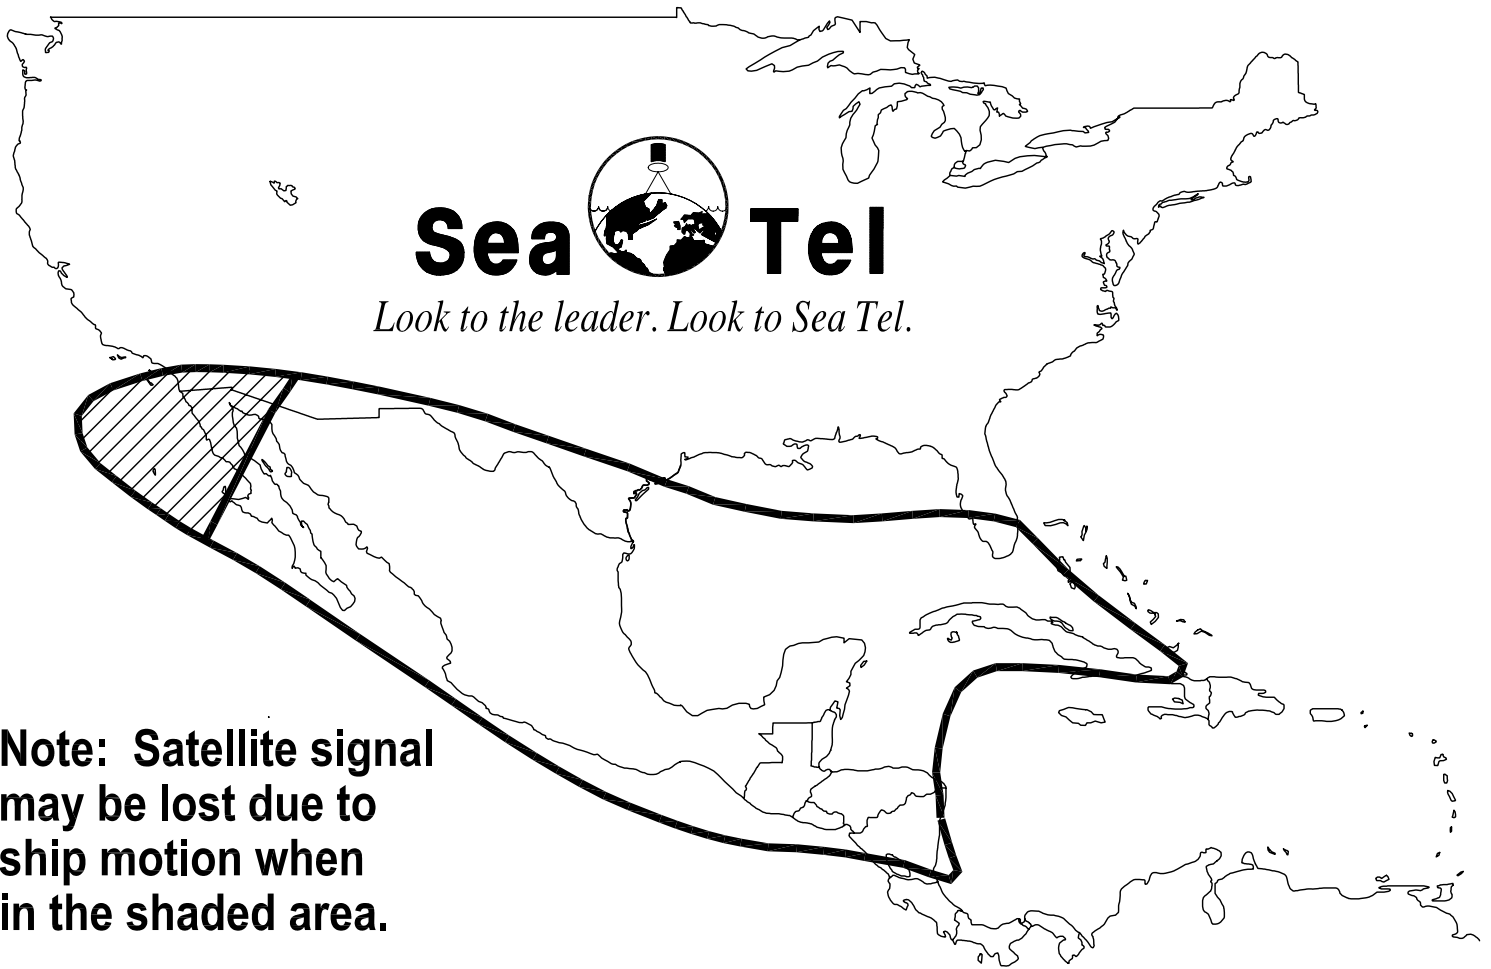 Sea Tel
Look to the leader. Look to Sea Tel.
Note: Satellite signal
may be lost due to
ship motion when
in the shaded area.